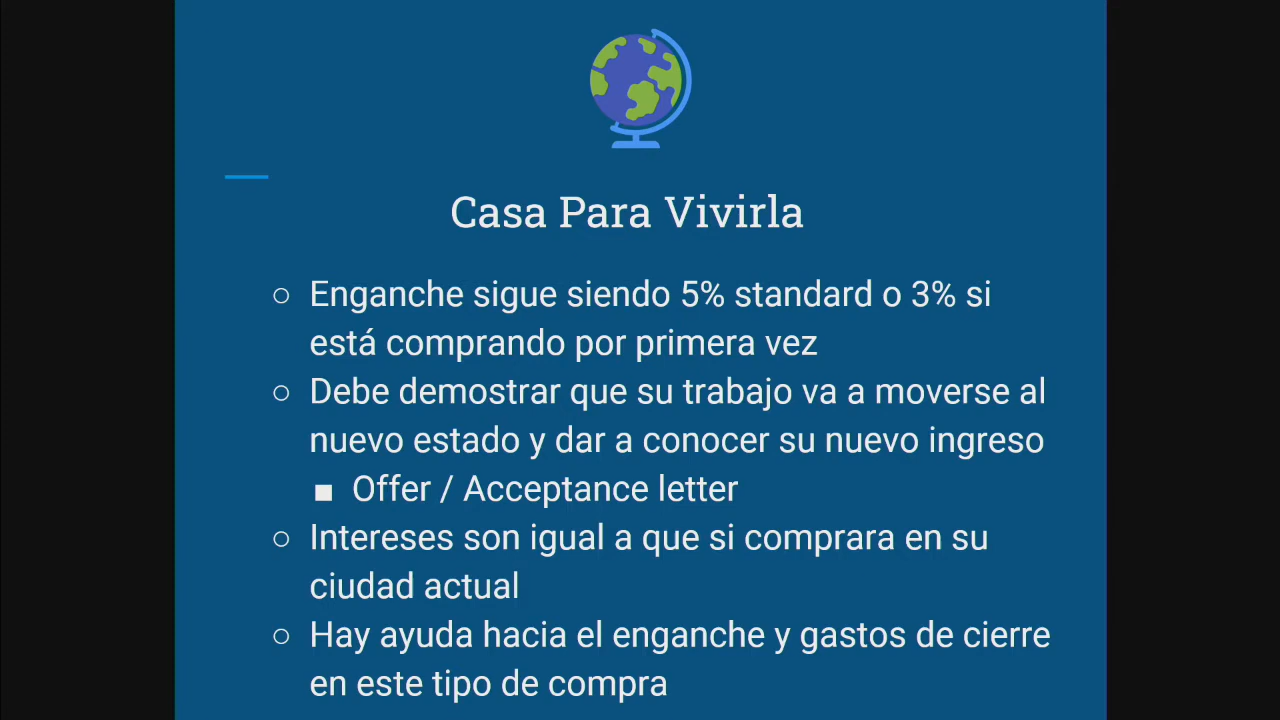 Casa Para Vivirla
○ Enganche sigue siendo 5% standard o 3% si
está comprando por primera vez
○ Debe demostrar que su trabajo va a moverse al
nuevo estado y dar a conocer su nuevo ingreso
■ Offer / Acceptance letter
○ Intereses son igual a que si comprara en su
ciudad actual
○ Hay ayuda hacia el enganche y gastos de cierre
en este tipo de compra